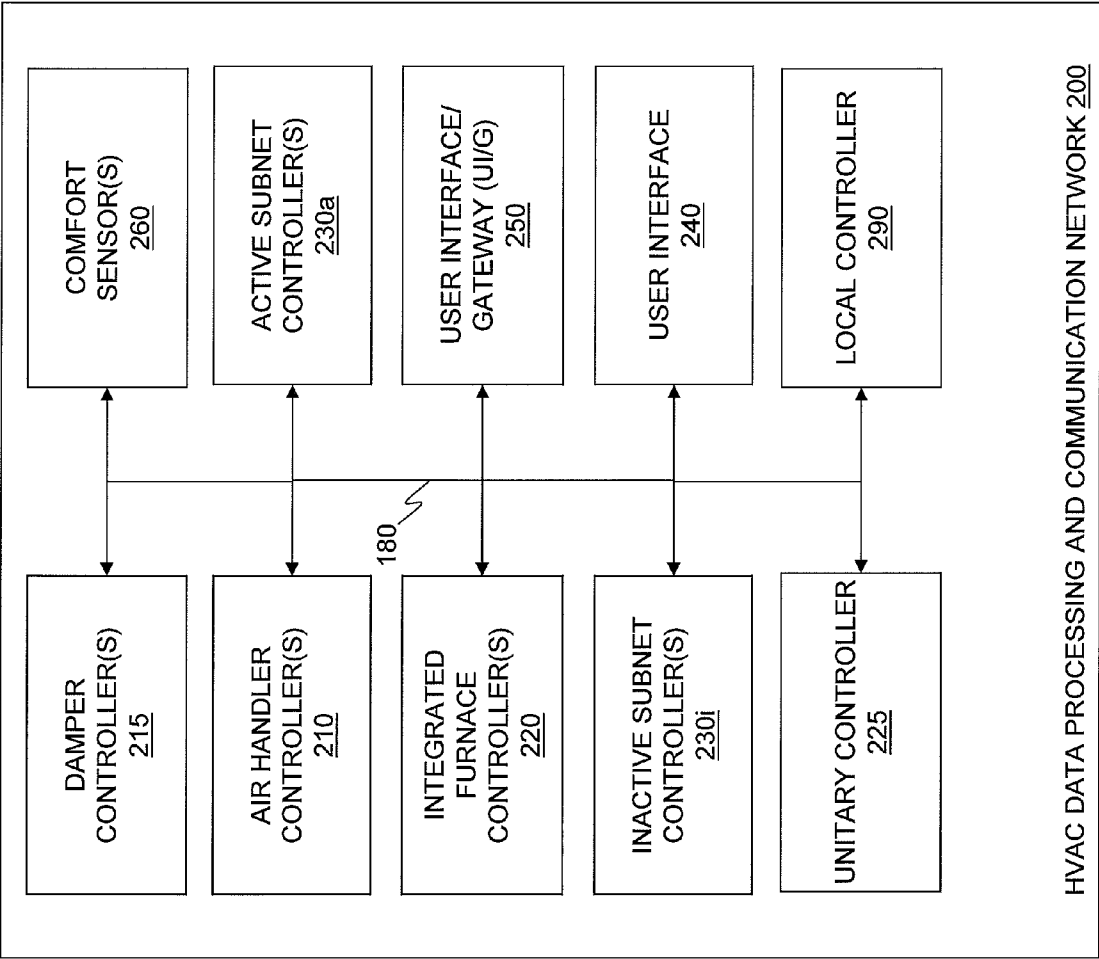 DAMPER
CONTROLLER(S)
215
AIR HANDLER
CONTROLLER(S)
210
INTEGRATED
FURNACE
CONTROLLER(S)
220
INACTIVE SUBNET
CONTROLLER(S)
230i
UNITARY CONTROLLER
225
180
COMFORT
SENSOR(S)
260
ACTIVE SUBNET
CONTROLLER(S)
230a
USER INTERFACE/
GATEWAY (UI/G)
250
USER INTERFACE
240
LOCAL CONTROLLER
290
HVAC DATA PROCESSING AND COMMUNICATION NETWORK 200